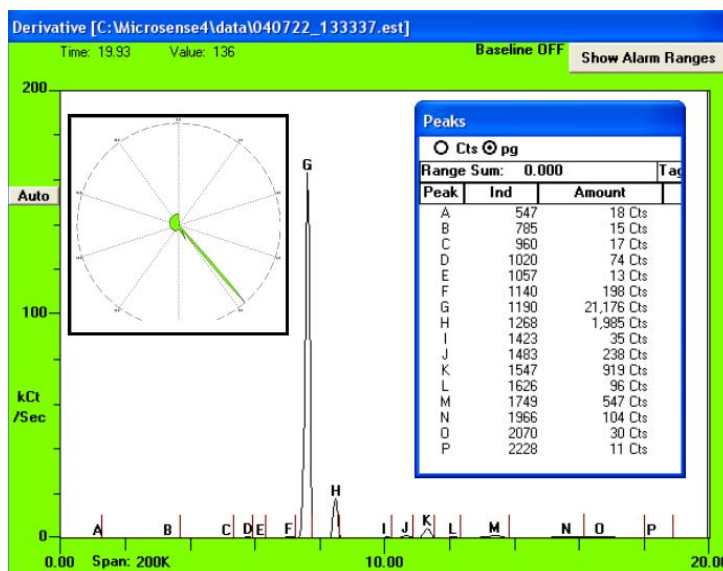 Derivative [C:\Microsense4\data\040722_133337.est]
Time: 19.93 Value: 136 Baseline OFF Show Alarm Ranges
200
Auto
100
kCt
/Sec
0
G
H
A B C D E F I J K L M N O P
0.00 Span: 200K 10.00 20.00
Peaks
Cts pg
Range Sum: 0.000 Tag
Peak Ind Amount
A 547 18 Cts
B 785 15 Cts
C 960 17 Cts
D 1020 74 Cts
E 1057 13 Cts
F 1140 198 Cts
G 1190 21,176 Cts
H 1268 1,985 Cts
I 1423 35 Cts
J 1483 238 Cts
K 1547 919 Cts
L 1626 96 Cts
M 1749 547 Cts
N 1966 104 Cts
O 2070 30 Cts
P 2228 11 Cts